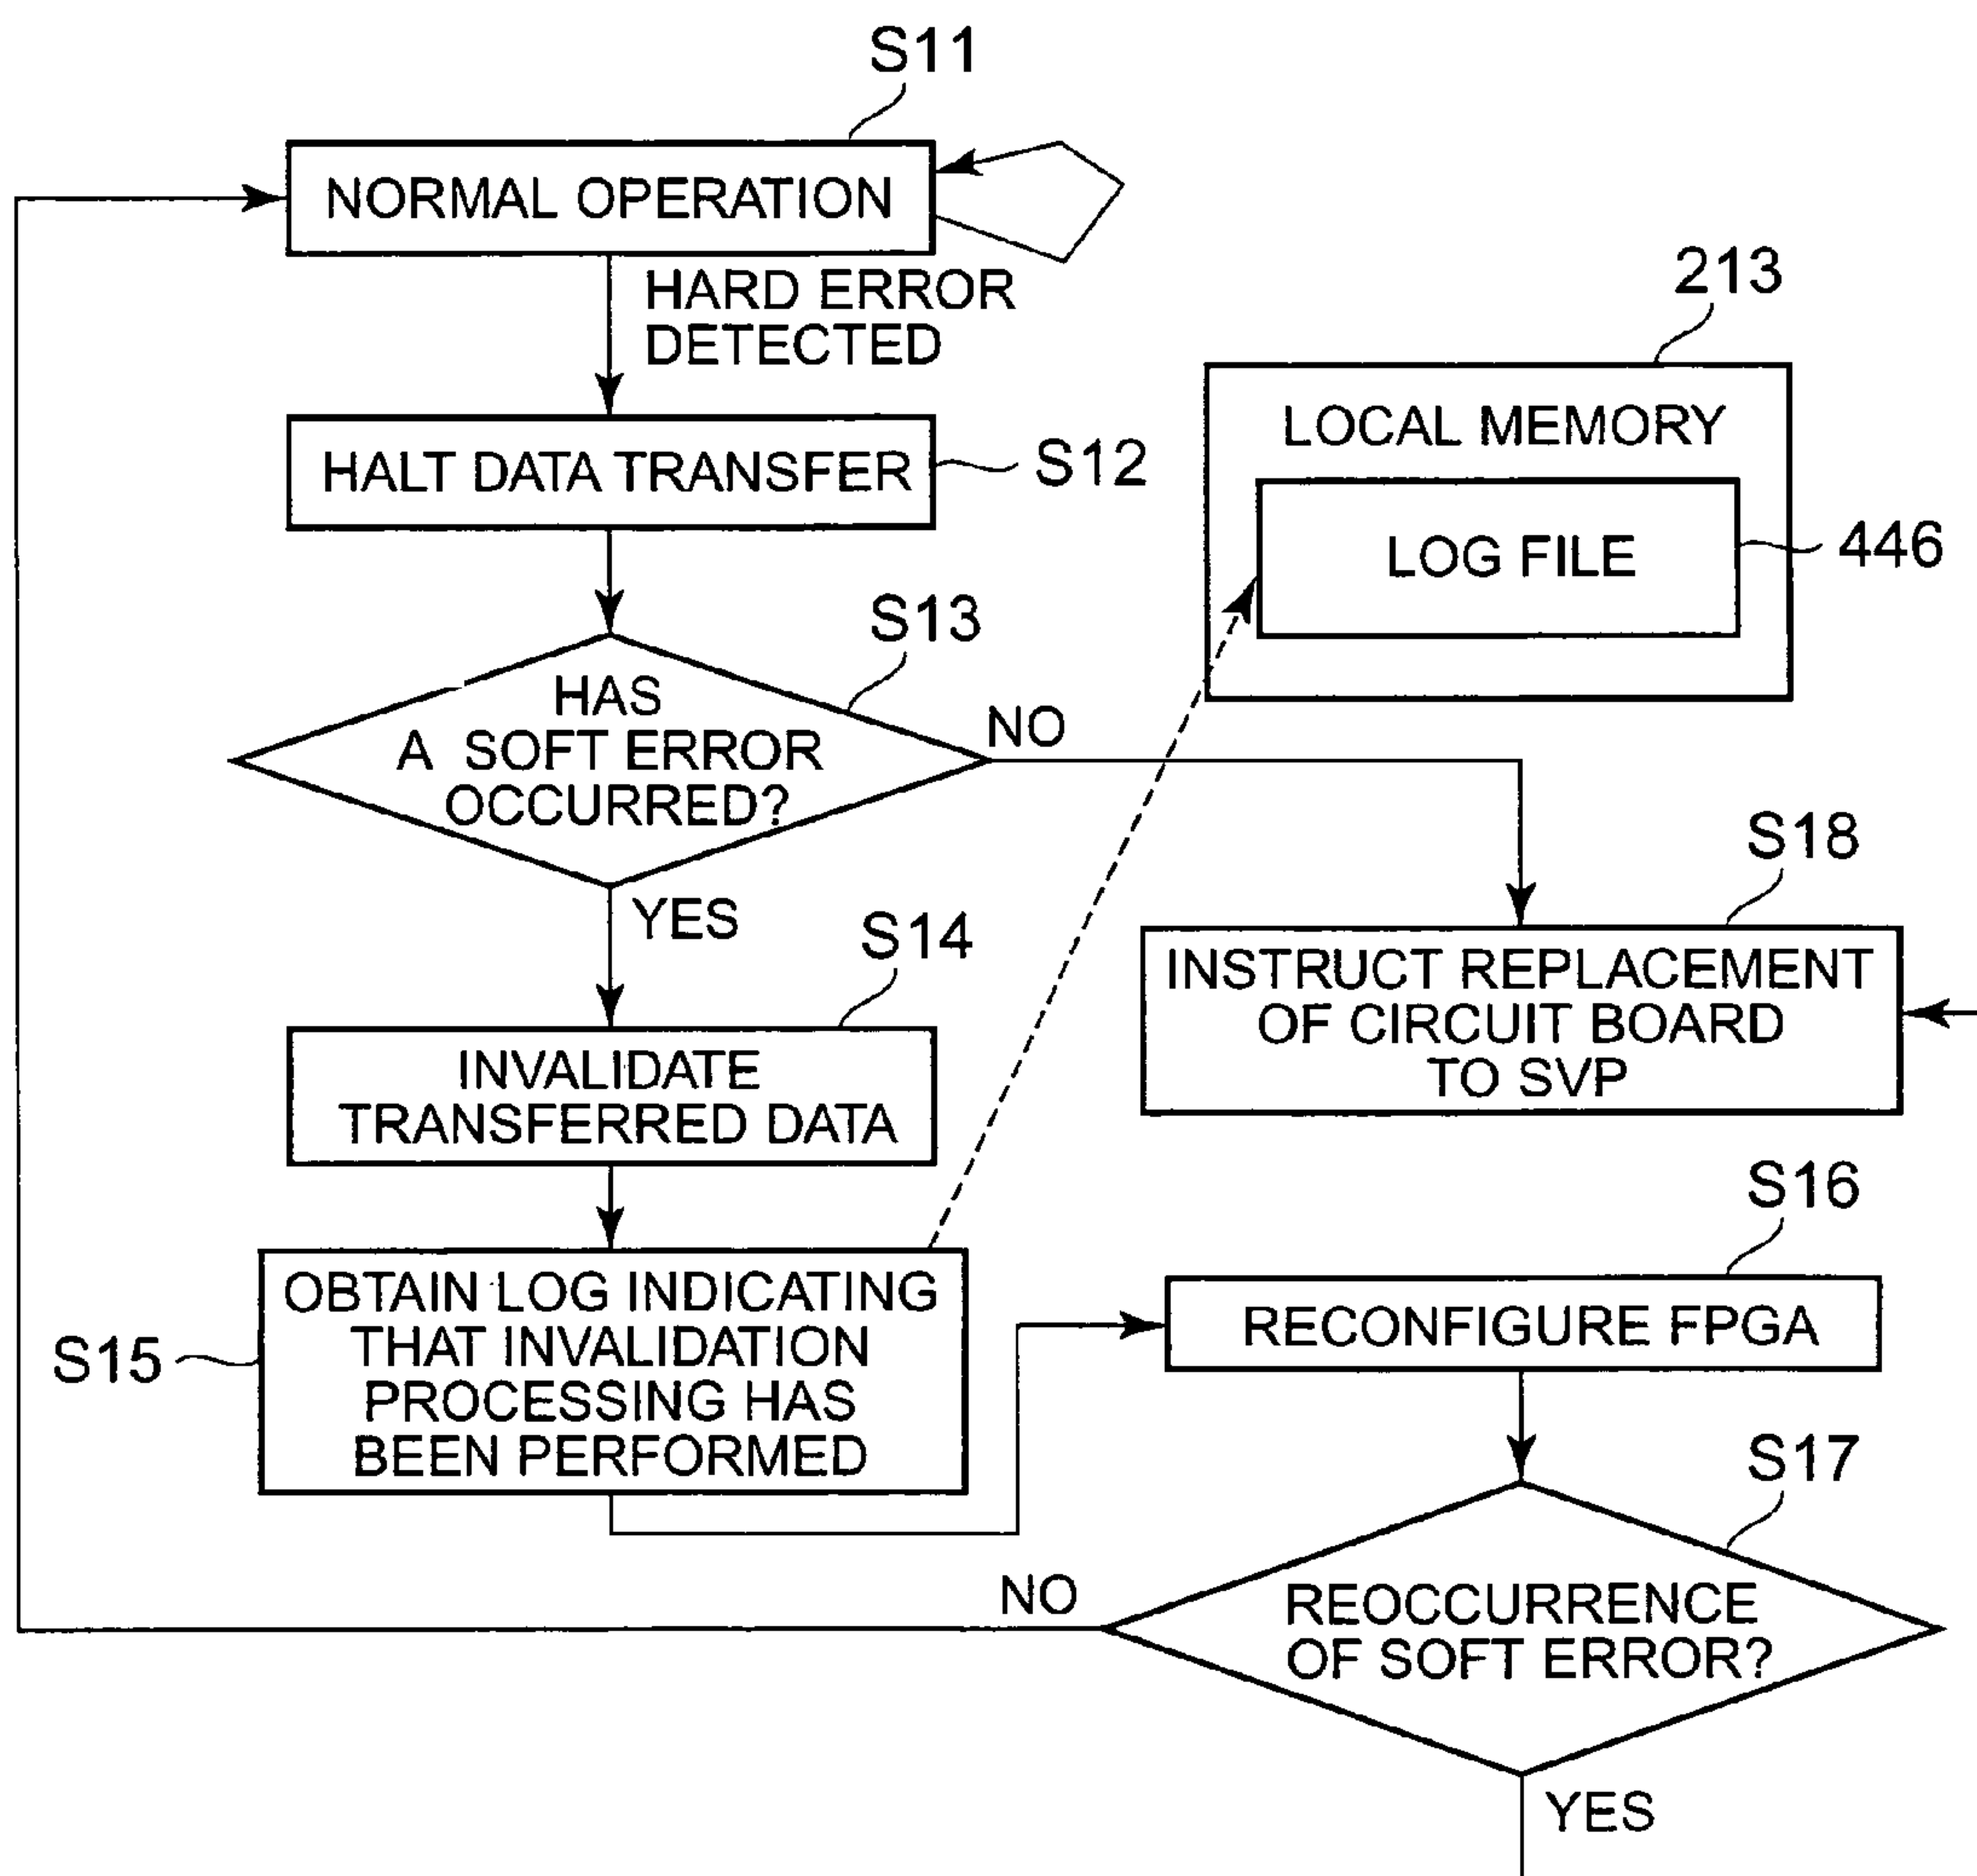 S11
NORMAL OPERATION
HARD ERROR
DETECTED
213
LOCAL MEMORY
HALT DATA TRANSFER
S12
LOG FILE
446
S13
HAS
A SOFT ERROR
OCCURRED?
NO
YES
S18
INSTRUCT REPLACEMENT
OF CIRCUIT BOARD
TO SVP
S14
INVALIDATE
TRANSFERRED DATA
S16
RECONFIGURE FPGA
S15
OBTAIN LOG INDICATING
THAT INVALIDATION
PROCESSING HAS
BEEN PERFORMED
S17
NO
REOCCURRENCE
OF SOFT ERROR?
YES